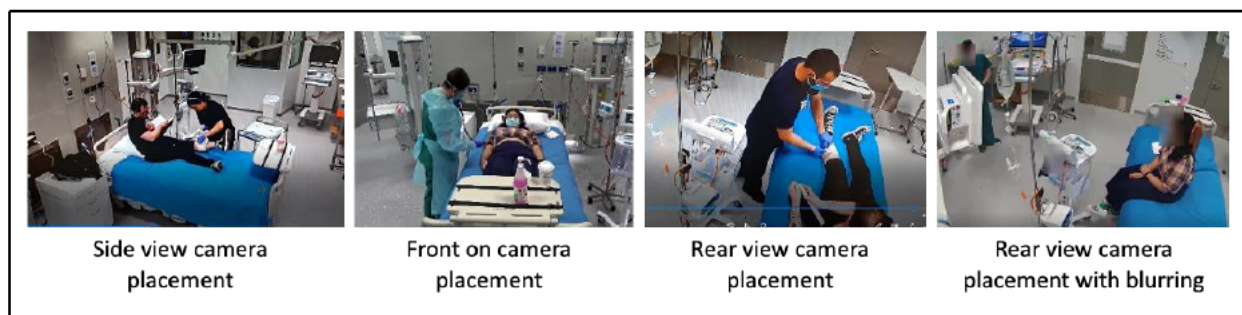 Side view camera
placement
Front on camera
placement
Rear view camera
placement
Rear view camera
placement with blurring